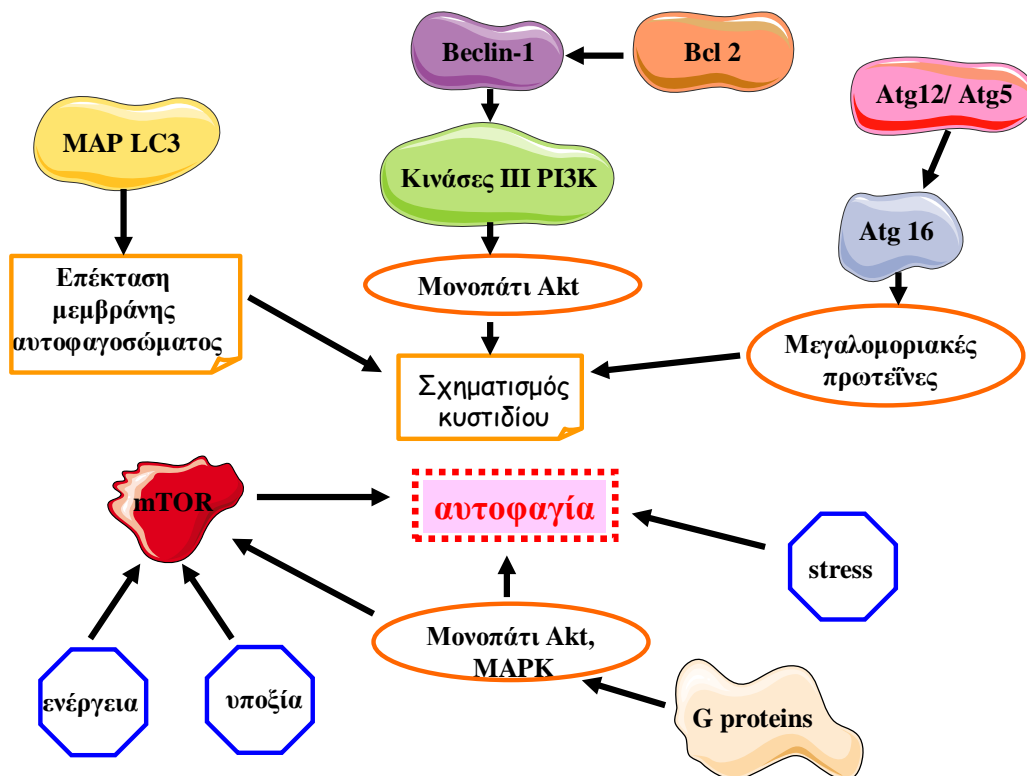 Beclin-1
Bcl 2
Atg12/ Atg5
MAP LC3
Κινάσες III PI3K
Atg 16
Επέκταση
μεμβράνης
αυτοφαγοσώματος
Μονοπάτι Akt
Μεγαλομοριακές
πρωτεΐνες
Σχηματισμός
κυστιδίου
mTOR
αυτοφαγία
stress
Μονοπάτι Akt,
MAPK
ενέργεια
υποξία
G proteins